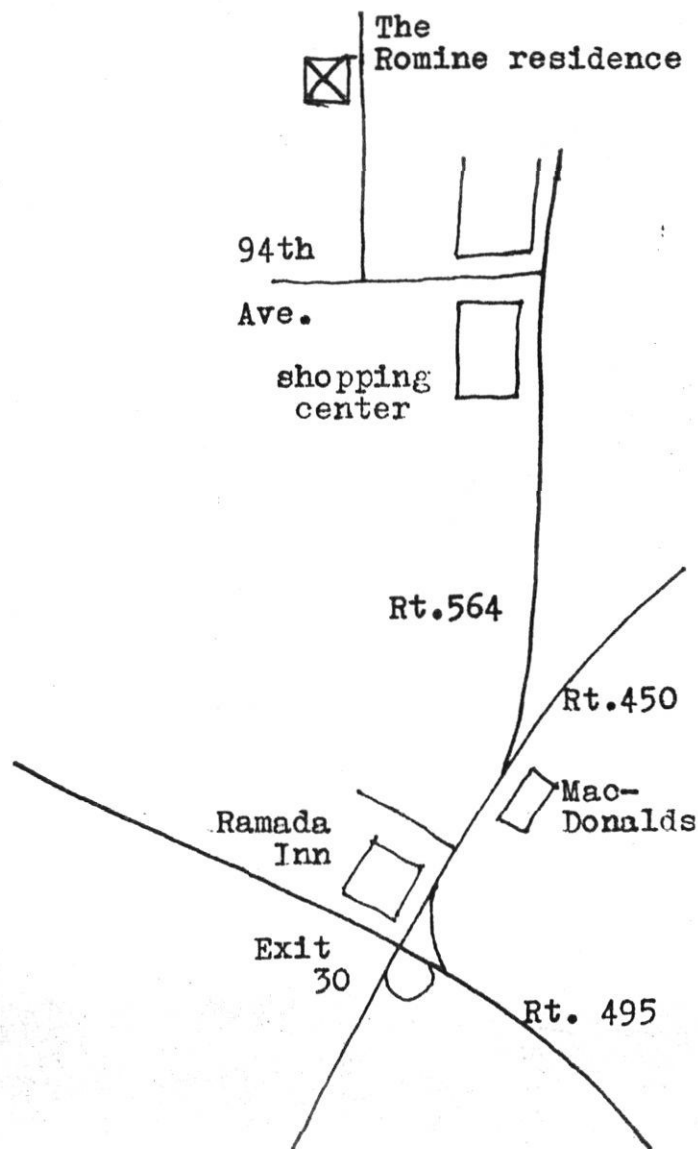 The
Romine residence
94th
Ave.
shopping
center
Rt.564
Rt.450
Mac-
Donalds
Ramada
Inn
Exit
30
Rt. 495